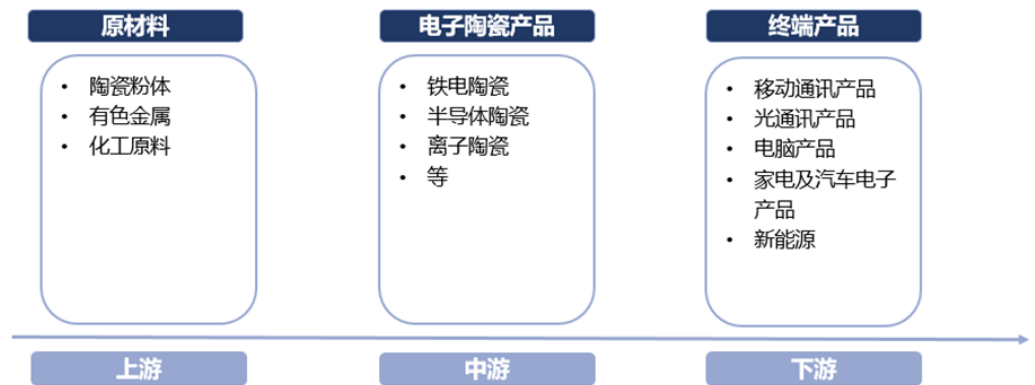 原材料
电子陶瓷产品
终端产品
• 陶瓷粉体
• 有色金属
• 化工原料
• 铁电陶瓷
• 半导体陶瓷
• 离子陶瓷
• 等
• 移动通讯产品
• 光通讯产品
• 电脑产品
• 家电及汽车电子
产品
• 新能源
上游
中游
下游